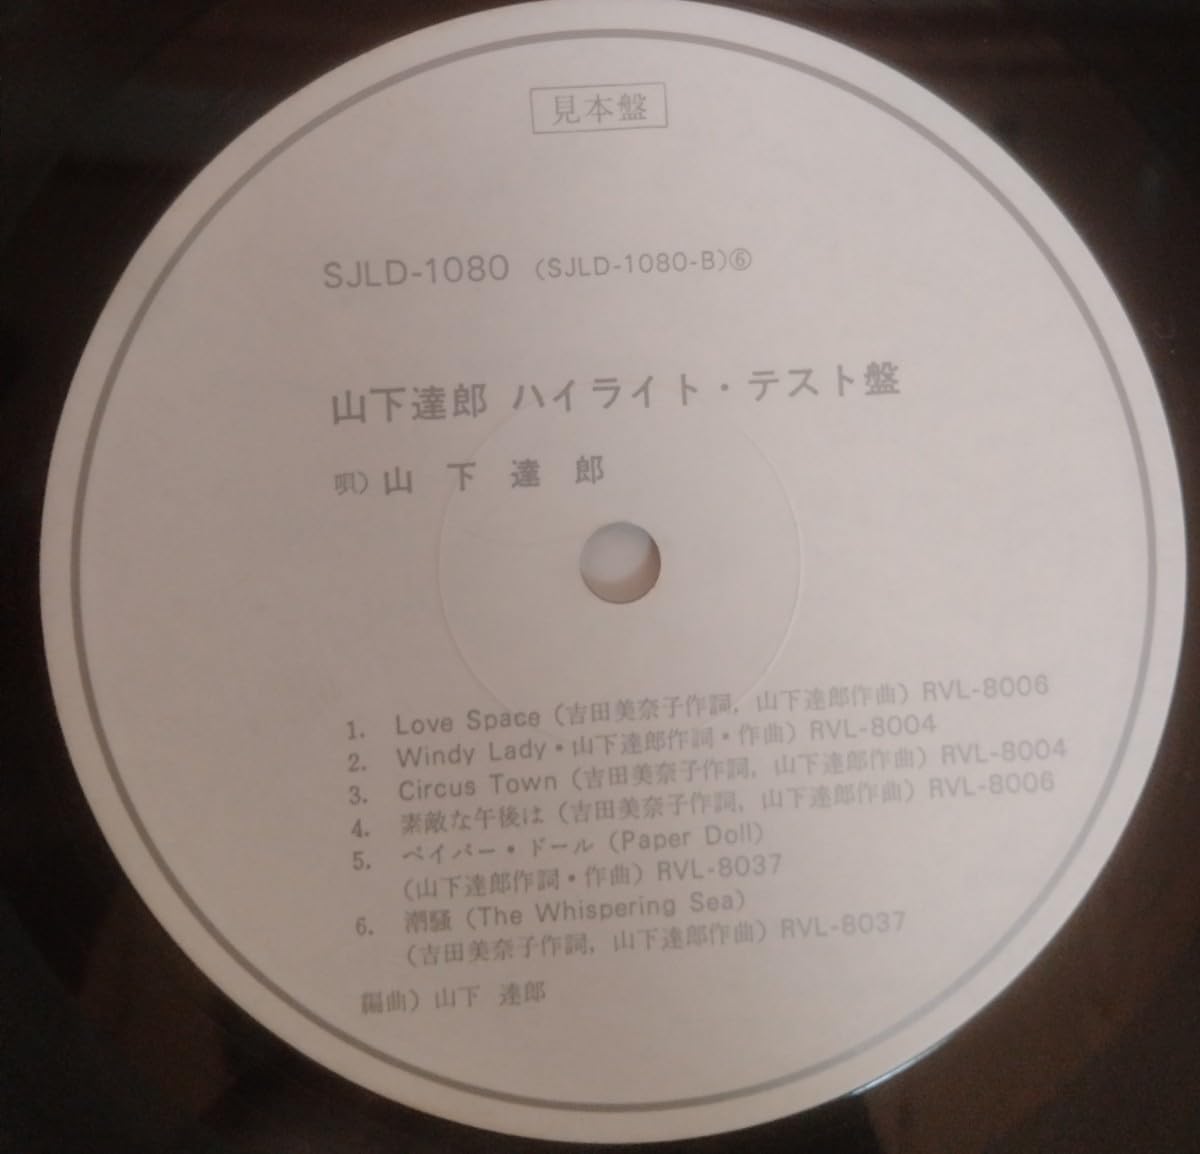 見本盤
SJLD-1080 (SJLD-1080-B)⑥
山下達郎 ハイライト・テスト盤
唄) 山下達郎
1. Love Space (吉田美奈子作詞, 山下達郎作曲) RVL-8006
2. Windy Lady・山下達郎作詞・作曲) RVL-8004
3. Circus Town (吉田美奈子作詞, 山下達郎作曲) RVL-8004
4. 素敵な午後は (吉田美奈子作詞, 山下達郎作曲) RVL-8006
5. ペイパー・ドール (Paper Doll)
(山下達郎作詞・作曲) RVL-8037
6. 潮騒 (The Whispering Sea)
(吉田美奈子作詞, 山下達郎作曲) RVL-8037
編曲) 山下 達郎